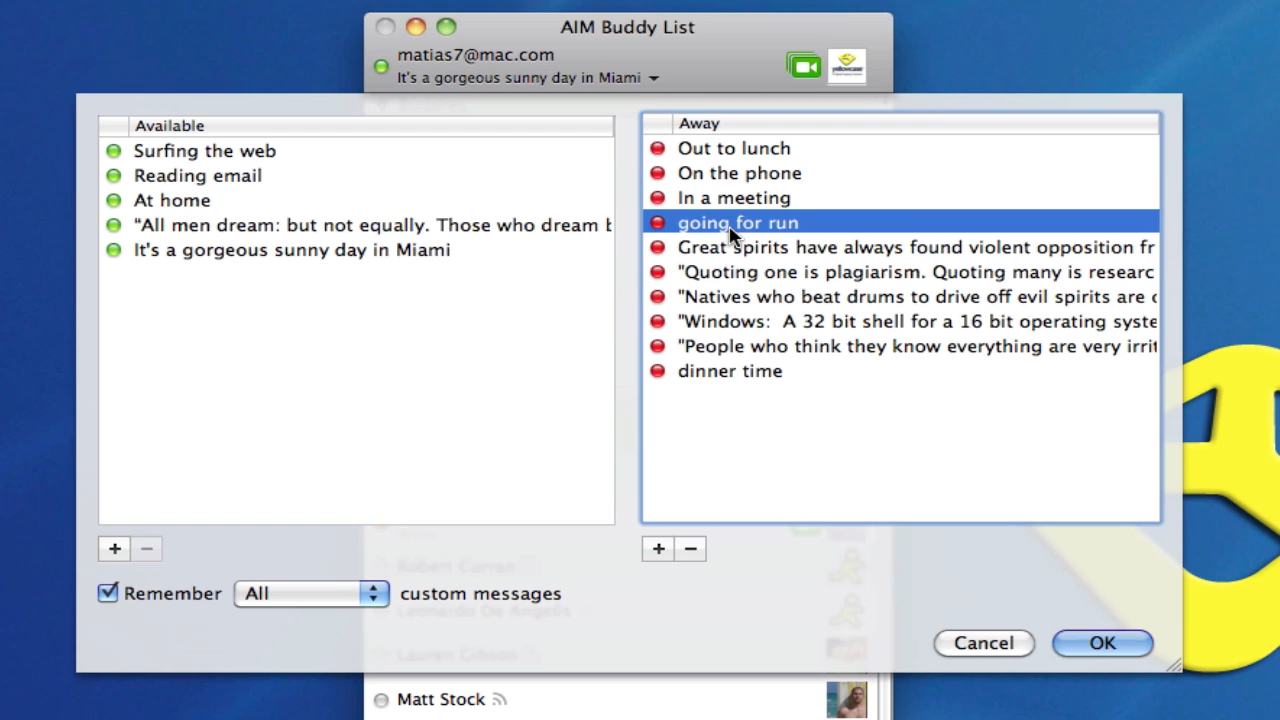 AIM Buddy List
matias7@mac.com
It's a gorgeous sunny day in Miami
Available
Surfing the web
Reading email
At home
"All men dream: but not equally. Those who dream b
It's a gorgeous sunny day in Miami
Away
Out to lunch
On the phone
In a meeting
going for run
Great spirits have always found violent opposition fr
"Quoting one is plagiarism. Quoting many is researc
"Natives who beat drums to drive off evil spirits are
"Windows:  A 32 bit shell for a 16 bit operating syste
"People who think they know everything are very irrit
dinner time
+ −
+ −
Remember All custom messages
Cancel OK
Matt Stock